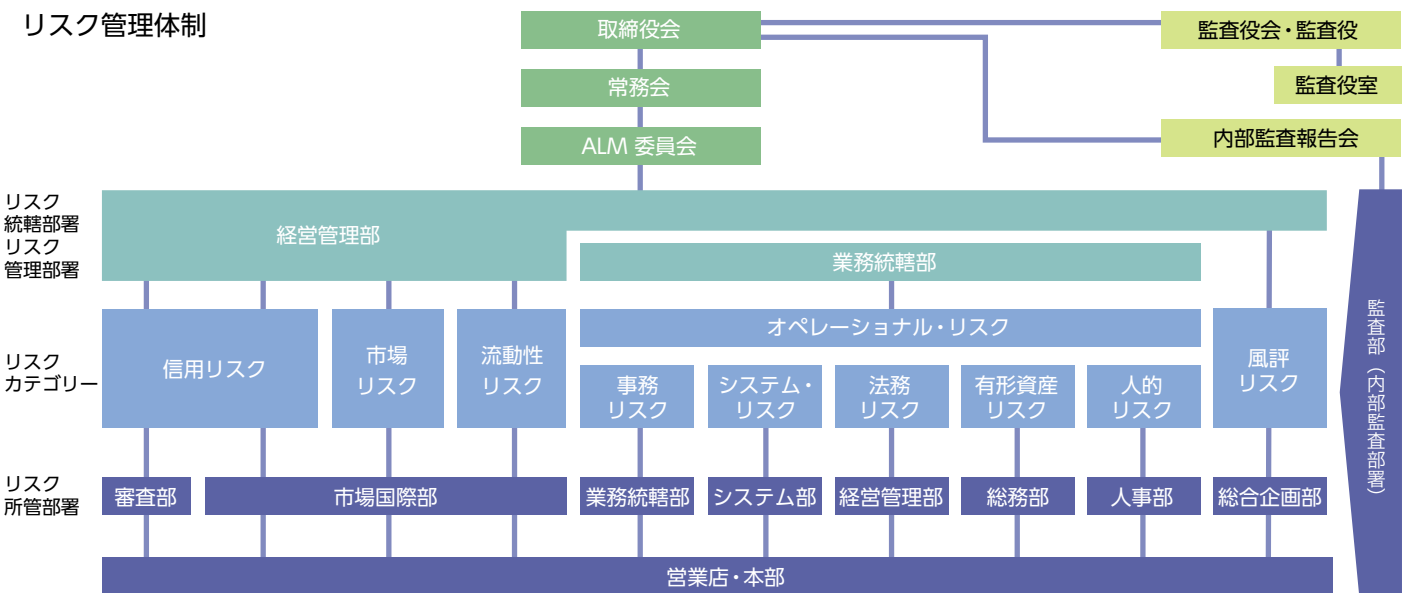 リスク管理体制
取締役会
監査役会・監査役
常務会
監査役室
ALM 委員会
内部監査報告会
リスク
統轄部署
リスク
管理部署
経営管理部
業務統轄部
リスク
カテゴリー
信用リスク
市場
リスク
流動性
リスク
オペレーショナル・リスク
事務
リスク
システム・
リスク
法務
リスク
有形資産
リスク
人的
リスク
風評
リスク
監査部（内部監査部署）
リスク
所管部署
審査部
市場国際部
業務統轄部
システム部
経営管理部
総務部
人事部
総合企画部
営業店・本部